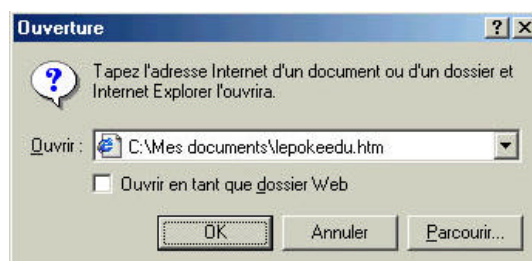 Ouverture
Tapez l'adresse Internet d'un document ou d'un dossier et
Internet Explorer l'ouvrira.
Ouvrir : C:\Mes documents\lepokeedu.htm
Ouvrir en tant que dossier Web
OK Annuler Parcourir...